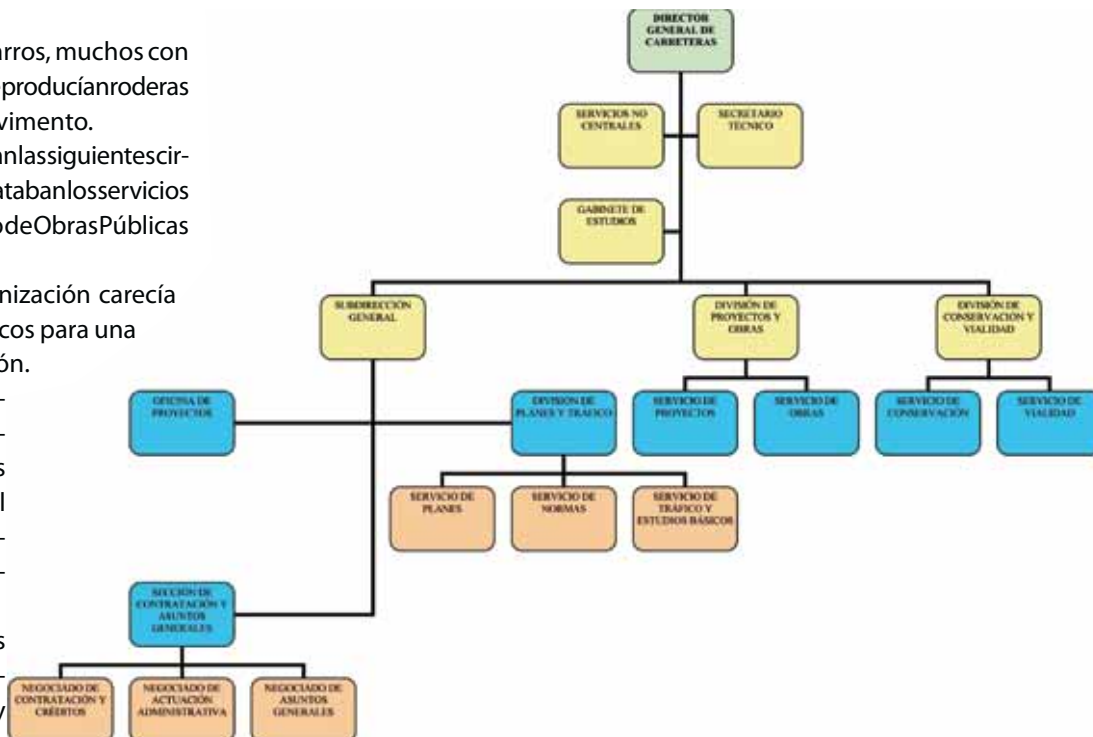 arros, muchos con
producíanroderas
vimento.
anlassiguientescir-
atabanlosservicios
odeObrasPúblicas
nización carecía
cos para una
ón.
-
-
s
l
-
-
s
-
y
DIRECTOR
GENERAL DE
CARRETERAS
SERVICIOS NO
CENTRALES
SECRETARIO
TÉCNICO
GABINETE DE
ESTUDIOS
SUBDIRECCIÓN
GENERAL
DIVISIÓN DE
PROYECTOS Y
OBRAS
DIVISIÓN DE
CONSERVACIÓN Y
VIALIDAD
OFICINA DE
PROYECTOS
DIVISIÓN DE
PLANES Y TRÁFICO
SERVICIO DE
PROYECTOS
SERVICIO DE
OBRAS
SERVICIO DE
CONSERVACIÓN
SERVICIO DE
VIALIDAD
SERVICIO DE
PLANES
SERVICIO DE
NORMAS
SERVICIO DE
TRÁFICO Y
ESTUDIOS BÁSICOS
SECCIÓN DE
CONTRATACIÓN Y
ASUNTOS
GENERALES
NEGOCIADO DE
CONTRATACIÓN Y
CRÉDITOS
NEGOCIADO DE
ACTUACIÓN
ADMINISTRATIVA
NEGOCIADO DE
ASUNTOS
GENERALES